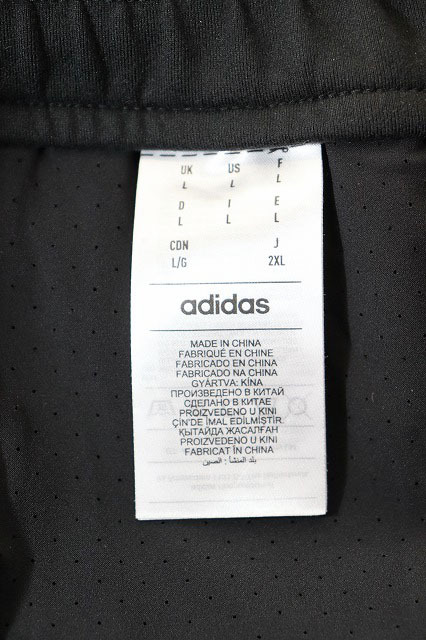 UK US F
L L L
D I E
L L L
CDN J
L/G 2XL
adidas
MADE IN CHINA
FABRIQUÉ EN CHINE
FABRICADO EN CHINA
FABRICADO NA CHINA
GYÁRTVA: KÍNA
ПРОИЗВЕДЕНО В КИТАЙ
СДЕЛАНО В КИТАЕ
PROIZVEDENO U KINI
ÇİN'DE İMAL EDİLMİŞTİR
ҚЫТАЙДА ЖАСАЛҒАН
PROIZVEDENO U KINI
FABRICAT ÎN CHINA
بلد المنشأ : الصين